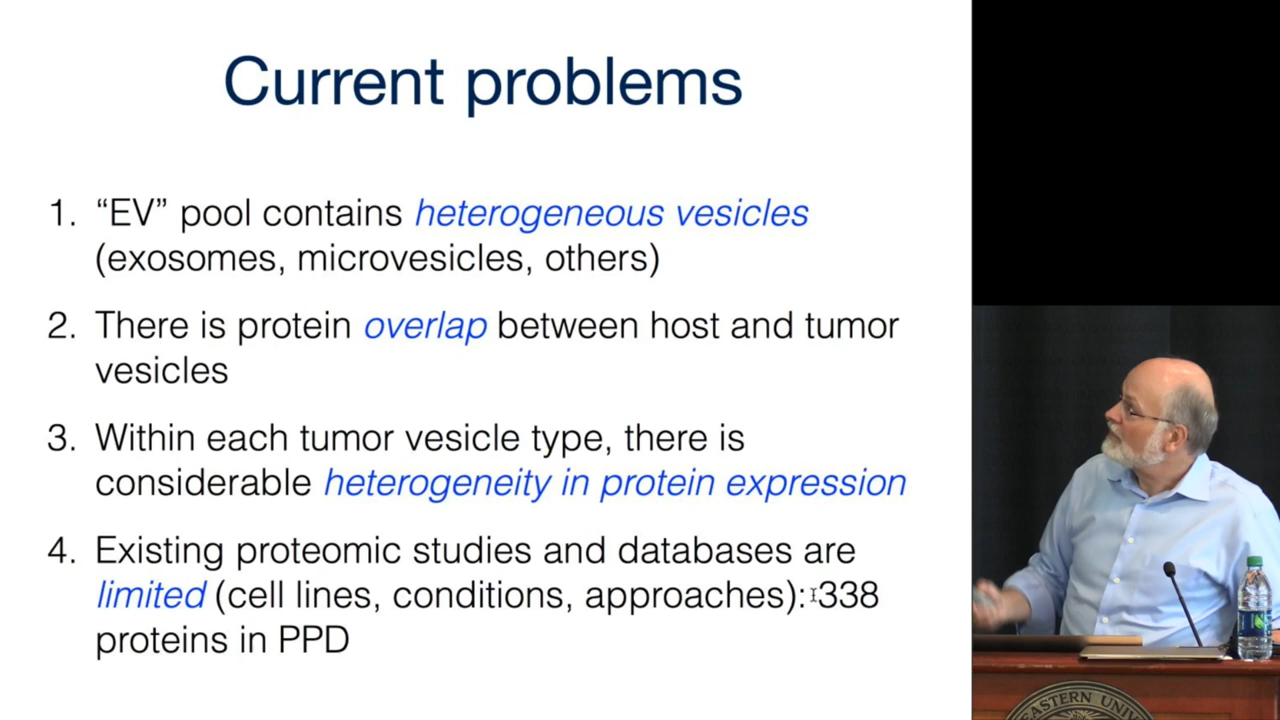 Current problems
1. “EV” pool contains heterogeneous vesicles
(exosomes, microvesicles, others)
2. There is protein overlap between host and tumor
vesicles
3. Within each tumor vesicle type, there is
considerable heterogeneity in protein expression
4. Existing proteomic studies and databases are
limited (cell lines, conditions, approaches): 338
proteins in PPD
EASTERN UNIV